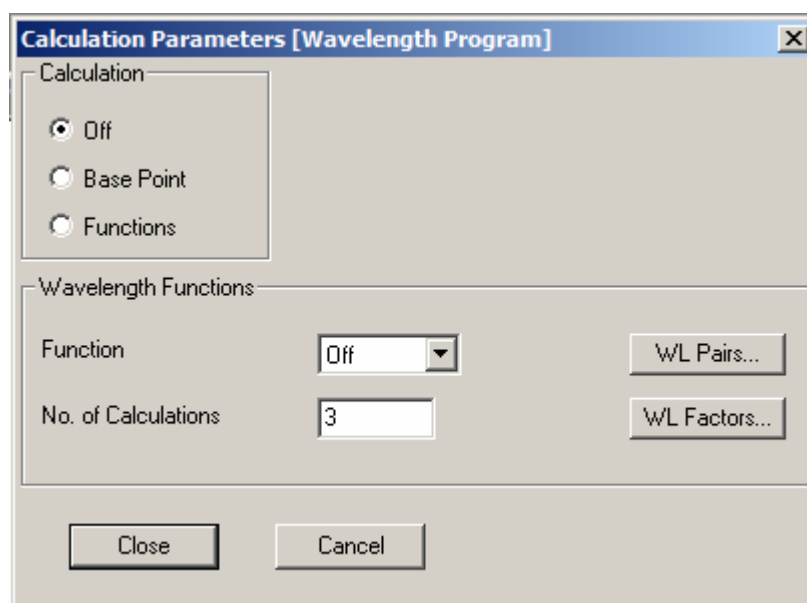 Calculation Parameters [Wavelength Program]
Calculation
Off
Base Point
Functions
Wavelength Functions
Function Off WL Pairs...
No. of Calculations 3 WL Factors...
Close Cancel